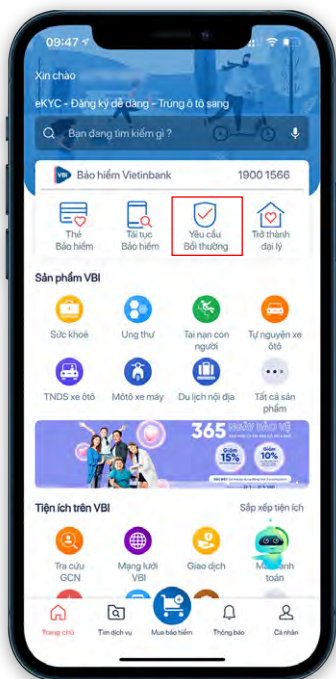 09:47
Xin chào
eKYC - Đăng ký dễ dàng - Trúng ô tô sang
Bạn đang tìm kiếm gì ?
VBI Bảo hiểm Vietinbank 1900 1566
Thẻ Bảo hiểm
Tái tục Bảo hiểm
Yêu cầu Bồi thường
Trở thành đại lý
Sản phẩm VBI
Sức khoẻ
Ung thư
Tai nạn con người
Tự nguyện xe ôtô
TNDS xe ôtô
Môtô xe máy
Du lịch nội địa
Tất cả sản phẩm
365 NGÀY BẢO VỆ
Giảm 15%
Giảm 10%
Tiện ích trên VBI
Sắp xếp tiện ích
Tra cứu GCN
Mạng lưới VBI
Giao dịch
toán
Trang chủ
Tìm dịch vụ
Mua bảo hiểm
Thông báo
Cá nhân